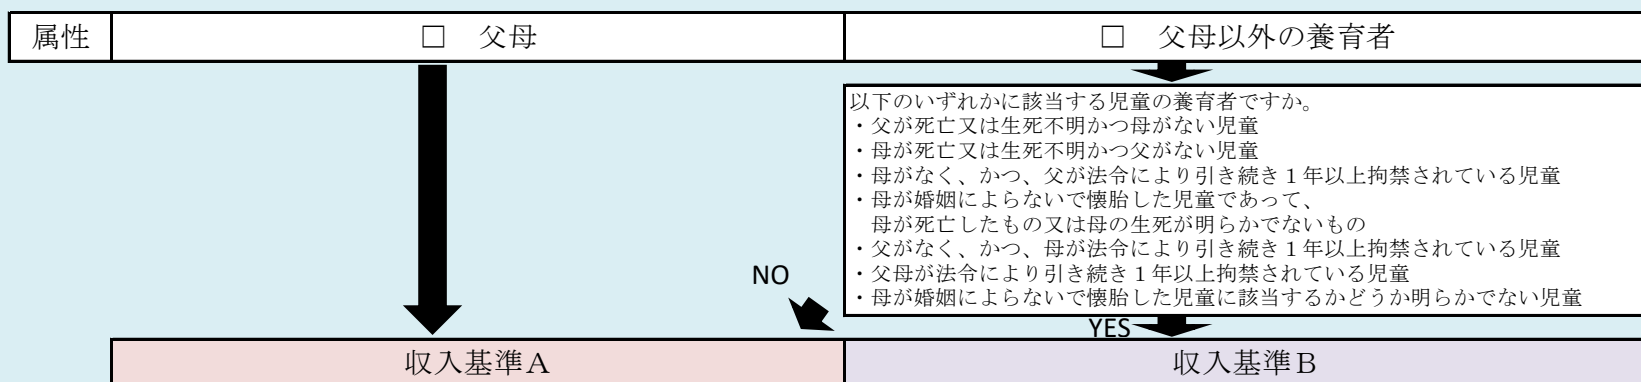 属性
□ 父母
□ 父母以外の養育者
以下のいずれかに該当する児童の養育者ですか。
・父が死亡又は生死不明かつ母がない児童
・母が死亡又は生死不明かつ父がない児童
・母がなく、かつ、父が法令により引き続き１年以上拘禁されている児童
・母が婚姻によらないで懐胎した児童であって、
母が死亡したもの又は母の生死が明らかでないもの
・父がなく、かつ、母が法令により引き続き１年以上拘禁されている児童
・父母が法令により引き続き１年以上拘禁されている児童
・母が婚姻によらないで懐胎した児童に該当するかどうか明らかでない児童
NO
YES
収入基準Ａ
収入基準Ｂ